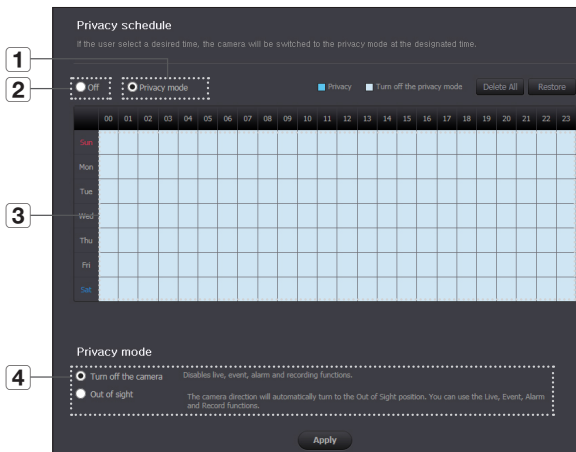 Privacy schedule
If the user select a desired time, the camera will be switched to the privacy mode at the designated time.
1
2
Off
Privacy mode
Privacy
Turn off the privacy mode
Delete All
Restore
00 01 02 03 04 05 06 07 08 09 10 11 12 13 14 15 16 17 18 19 20 21 22 23
Sun
Mon
Tue
3
Wed
Thu
Fri
Sat
Privacy mode
4
Turn off the camera
Disables live, event, alarm and recording functions.
Out of sight
The camera direction will automatically turn to the Out of Sight position. You can use the Live, Event, Alarm
and Record functions.
Apply